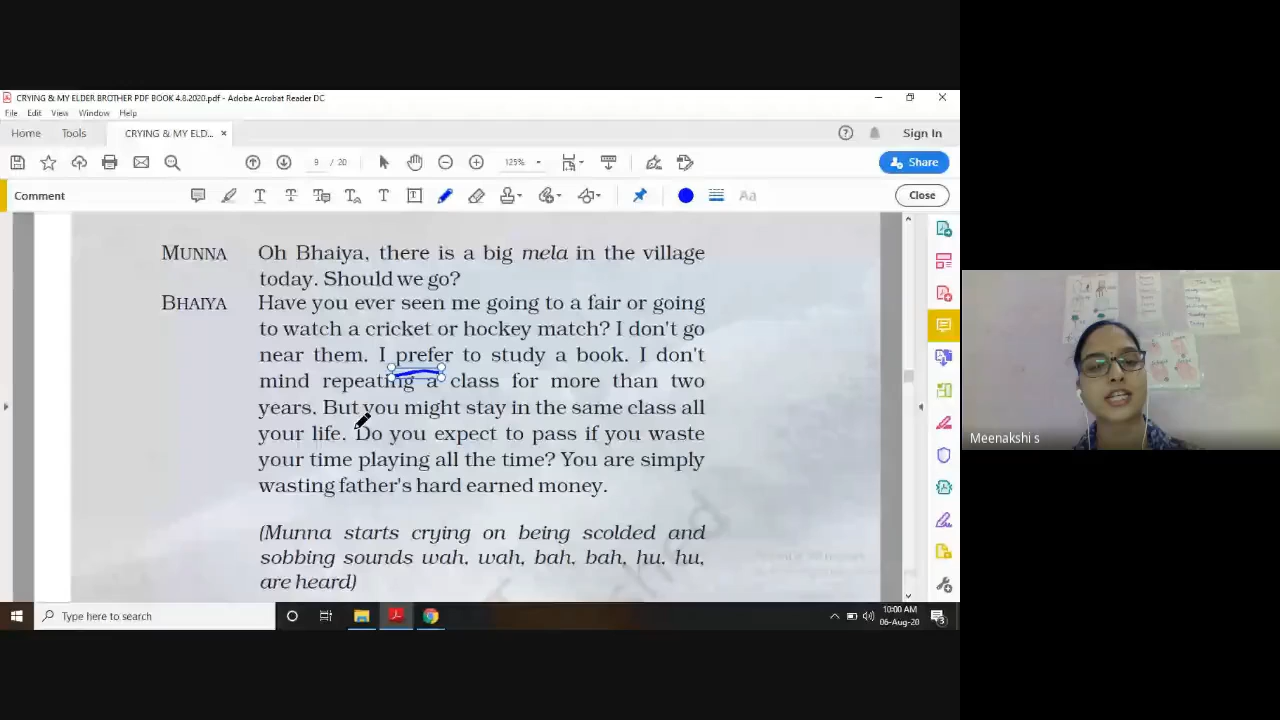 CRYING & MY ELDER BROTHER PDF BOOK 4.8.2020.pdf - Adobe Acrobat Reader DC
File Edit View Window Help
Home Tools CRYING & MY ELD... × Sign In
9 / 20 125% Share
Comment Aa Close
MUNNA Oh Bhaiya, there is a big mela in the village
today. Should we go?
BHAIYA Have you ever seen me going to a fair or going
to watch a cricket or hockey match? I don't go
near them. I prefer to study a book. I don't
mind repeating a class for more than two
years. But you might stay in the same class all
your life. Do you expect to pass if you waste
your time playing all the time? You are simply
wasting father's hard earned money.
(Munna starts crying on being scolded and
sobbing sounds wah, wah, bah, bah, hu, hu,
are heard)
Meenakshi s
Type here to search
10:00 AM
06-Aug-20
3